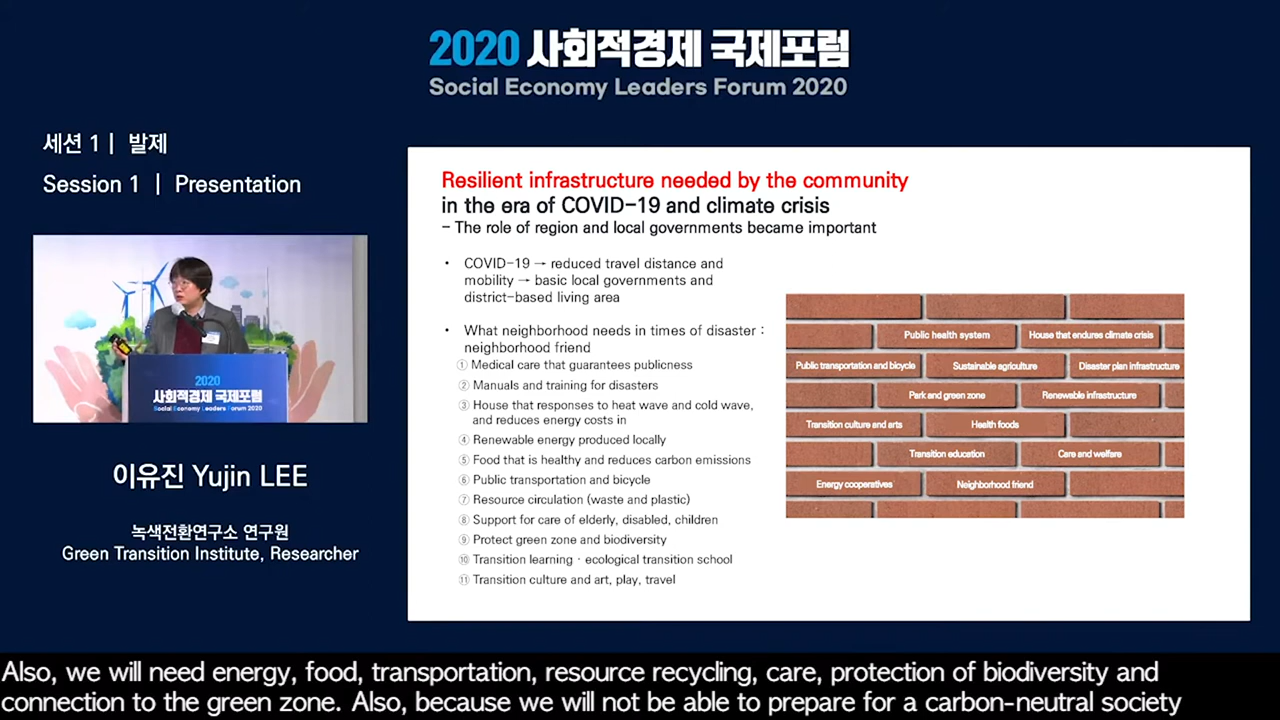 2020 사회적경제 국제포럼
Social Economy Leaders Forum 2020
세션 1 | 발제
Session 1 | Presentation
2020
사회적경제 국제포럼
Social Economy Leaders Forum 2020
이유진 Yujin LEE
녹색전환연구소 연구원
Green Transition Institute, Researcher
Resilient infrastructure needed by the community
in the era of COVID-19 and climate crisis
- The role of region and local governments became important
• COVID-19 → reduced travel distance and
mobility → basic local governments and
district-based living area
• What neighborhood needs in times of disaster :
neighborhood friend
① Medical care that guarantees publicness
② Manuals and training for disasters
③ House that responses to heat wave and cold wave,
and reduces energy costs in
④ Renewable energy produced locally
⑤ Food that is healthy and reduces carbon emissions
⑥ Public transportation and bicycle
⑦ Resource circulation (waste and plastic)
⑧ Support for care of elderly, disabled, children
⑨ Protect green zone and biodiversity
⑩ Transition learning · ecological transition school
⑪ Transition culture and art, play, travel
Public health system
House that endures climate crisis
Public transportation and bicycle
Sustainable agriculture
Disaster plan infrastructure
Park and green zone
Renewable infrastructure
Transition culture and arts
Health foods
Transition education
Care and welfare
Energy cooperatives
Neighborhood friend
Also, we will need energy, food, transportation, resource recycling, care, protection of biodiversity and
connection to the green zone. Also, because we will not be able to prepare for a carbon-neutral society